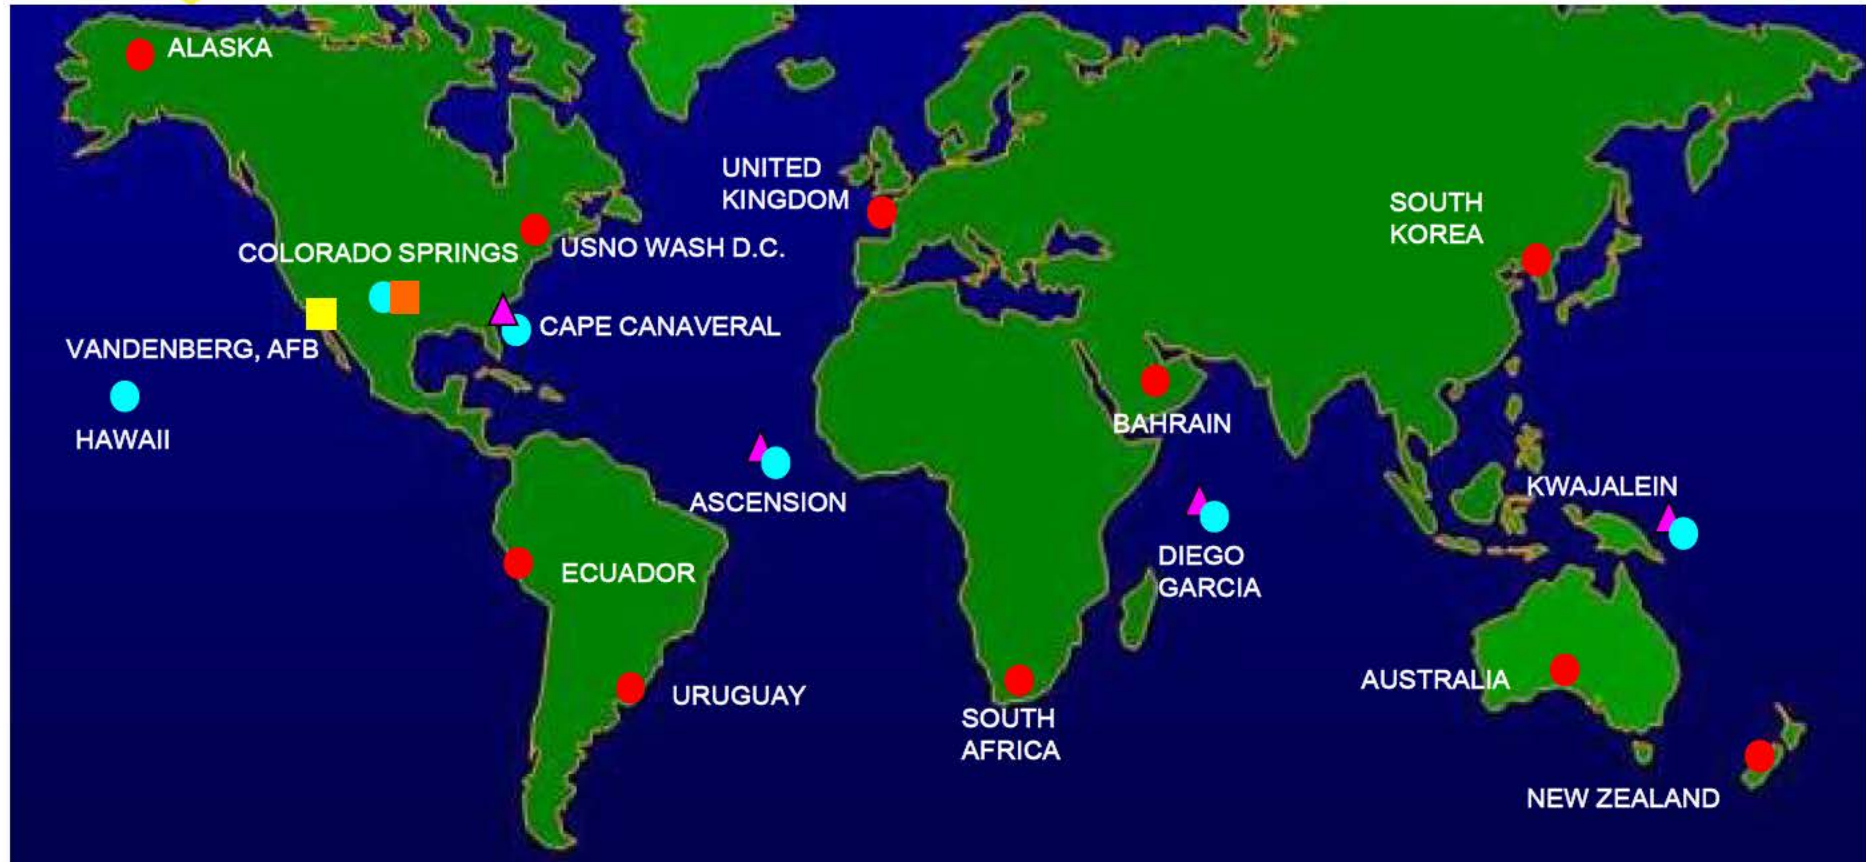 ALASKA
UNITED
KINGDOM
SOUTH
KOREA
COLORADO SPRINGS
USNO WASH D.C.
CAPE CANAVERAL
VANDENBERG, AFB
HAWAII
BAHRAIN
ASCENSION
KWAJALEIN
DIEGO
GARCIA
ECUADOR
URUGUAY
SOUTH
AFRICA
AUSTRALIA
NEW ZEALAND